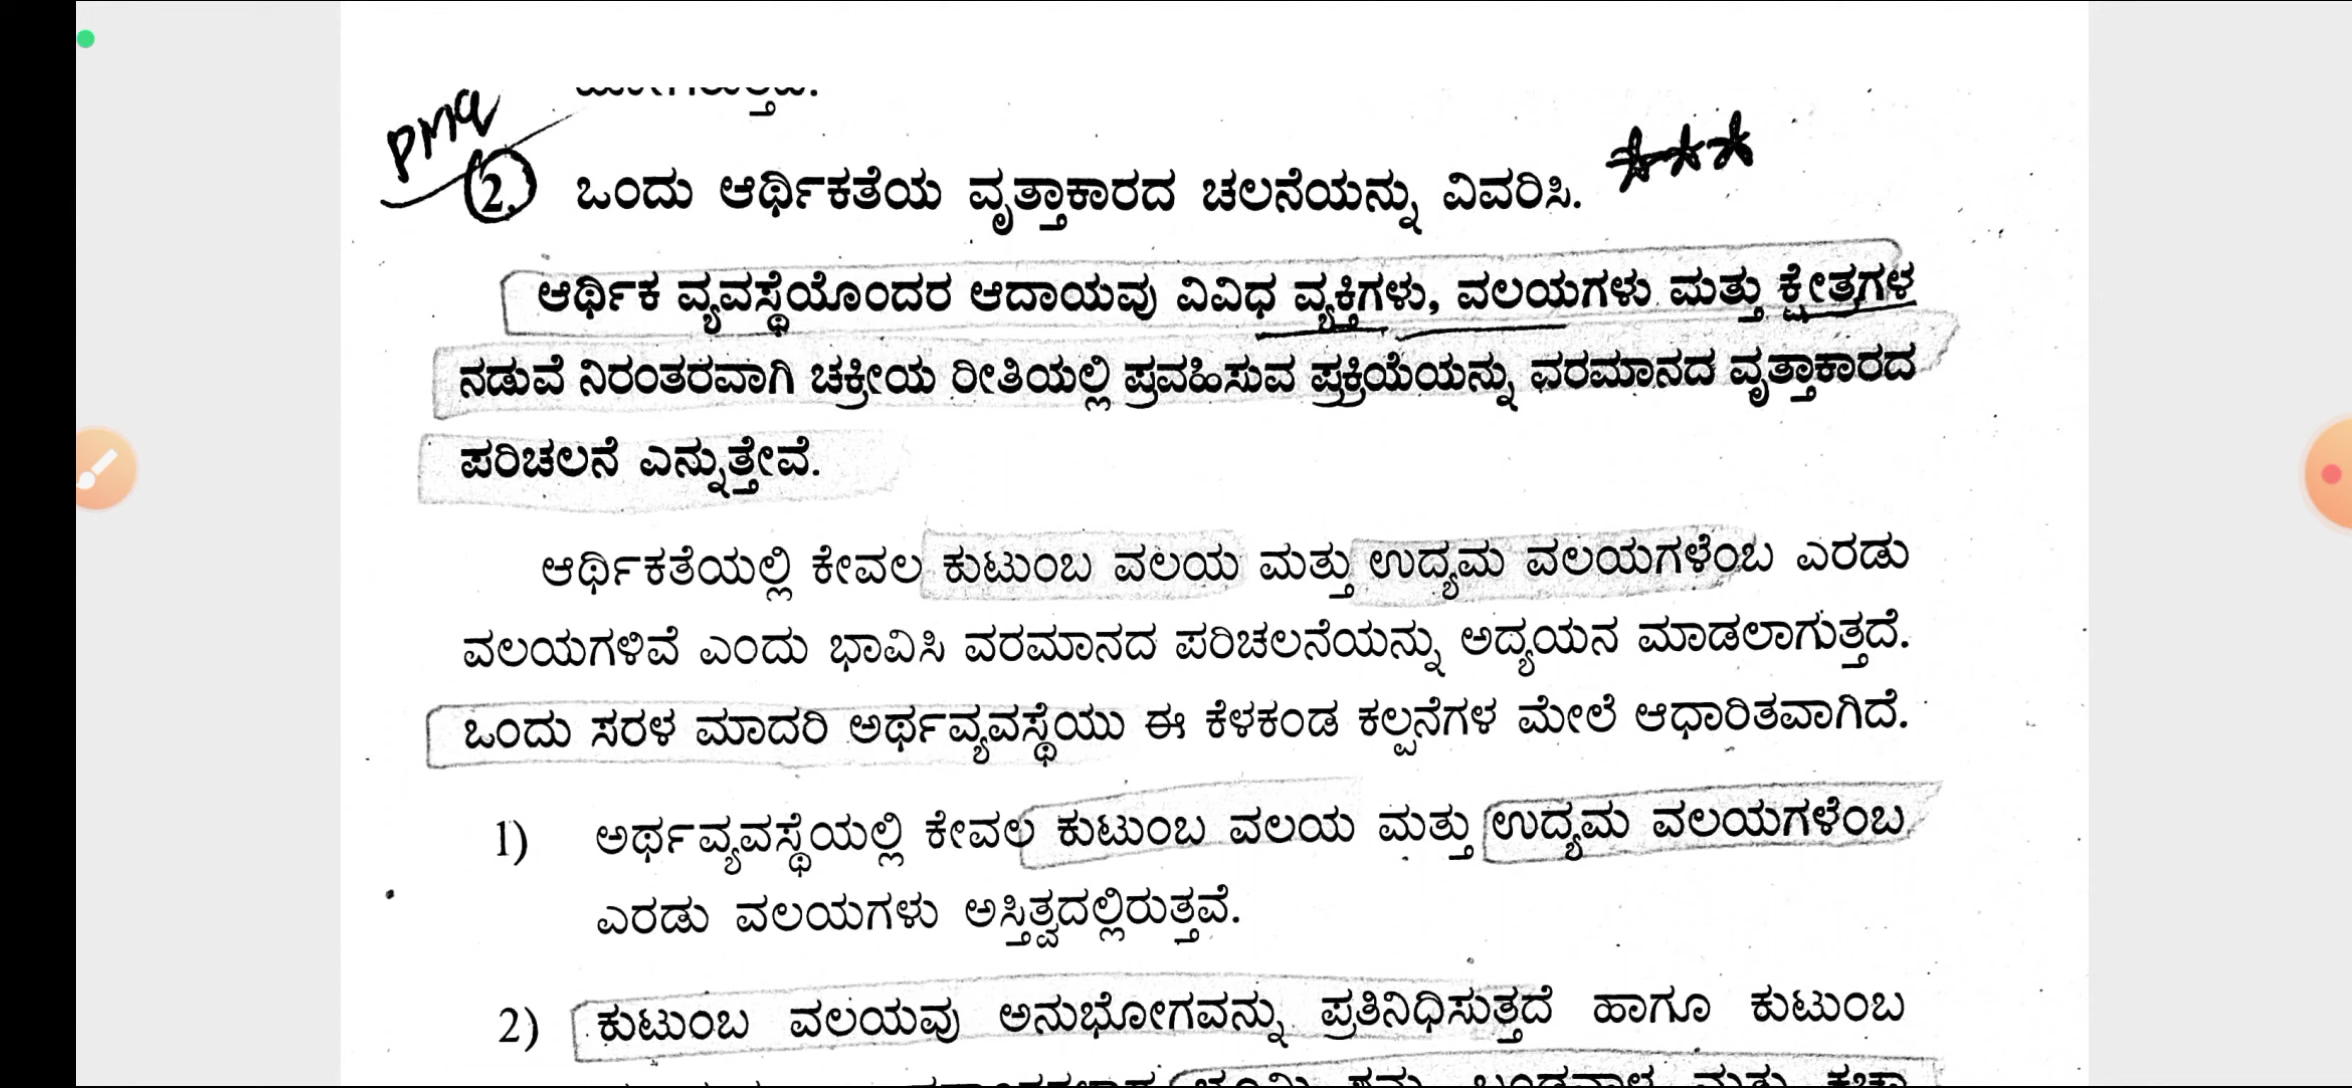 PMQ
2. ಒಂದು ಆರ್ಥಿಕತೆಯ ವೃತ್ತಾಕಾರದ ಚಲನೆಯನ್ನು ವಿವರಿಸಿ. ***
ಆರ್ಥಿಕ ವ್ಯವಸ್ಥೆಯೊಂದರ ಆದಾಯವು ವಿವಿಧ ವ್ಯಕ್ತಿಗಳು, ವಲಯಗಳು ಮತ್ತು ಕ್ಷೇತ್ರಗಳ
ನಡುವೆ ನಿರಂತರವಾಗಿ ಚಕ್ರೀಯ ರೀತಿಯಲ್ಲಿ ಪ್ರವಹಿಸುವ ಪ್ರಕ್ರಿಯೆಯನ್ನು ವರಮಾನದ ವೃತ್ತಾಕಾರದ
ಪರಿಚಲನೆ ಎನ್ನುತ್ತೇವೆ.
ಆರ್ಥಿಕತೆಯಲ್ಲಿ ಕೇವಲ ಕುಟುಂಬ ವಲಯ ಮತ್ತು ಉದ್ಯಮ ವಲಯಗಳೆಂಬ ಎರಡು
ವಲಯಗಳಿವೆ ಎಂದು ಭಾವಿಸಿ ವರಮಾನದ ಪರಿಚಲನೆಯನ್ನು ಅಧ್ಯಯನ ಮಾಡಲಾಗುತ್ತದೆ.
ಒಂದು ಸರಳ ಮಾದರಿ ಅರ್ಥವ್ಯವಸ್ಥೆಯು ಈ ಕೆಳಕಂಡ ಕಲ್ಪನೆಗಳ ಮೇಲೆ ಆಧಾರಿತವಾಗಿದೆ.
1) ಅರ್ಥವ್ಯವಸ್ಥೆಯಲ್ಲಿ ಕೇವಲ ಕುಟುಂಬ ವಲಯ ಮತ್ತು ಉದ್ಯಮ ವಲಯಗಳೆಂಬ
ಎರಡು ವಲಯಗಳು ಅಸ್ತಿತ್ವದಲ್ಲಿರುತ್ತವೆ.
2) ಕುಟುಂಬ ವಲಯವು ಅನುಭೋಗವನ್ನು ಪ್ರತಿನಿಧಿಸುತ್ತದೆ ಹಾಗೂ ಕುಟುಂಬ